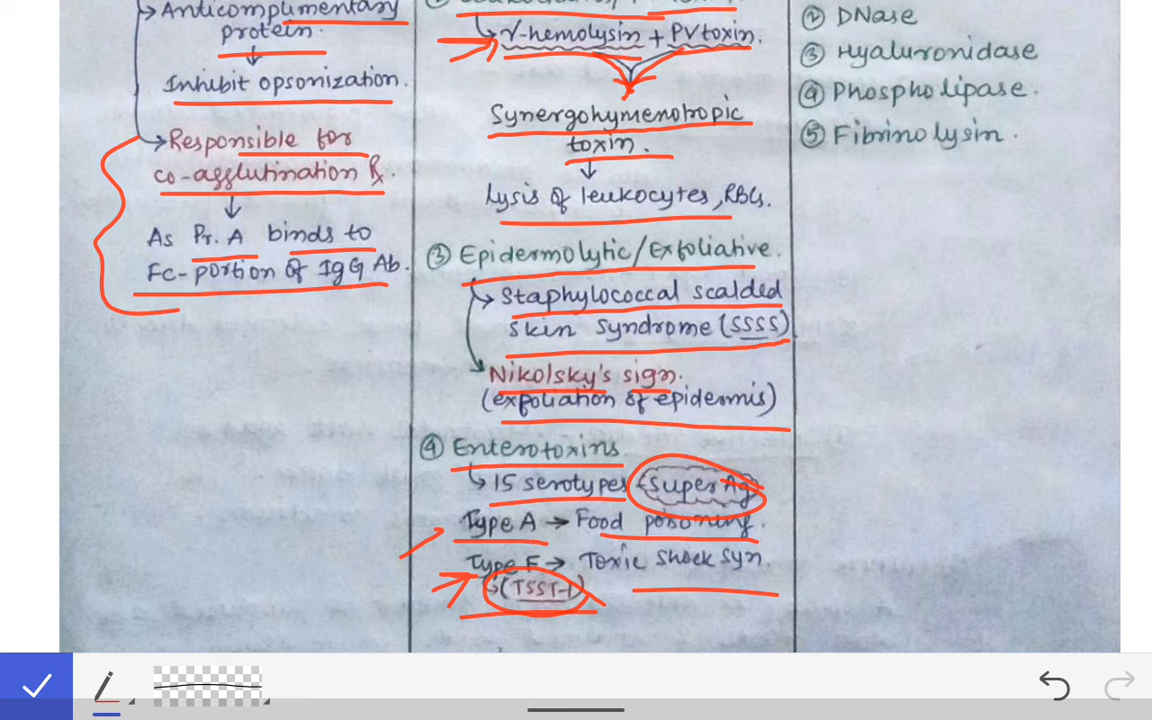 Anticomplimentary
protein.
Inhibit opsonization.
Responsible for
co-agglutination Rx
As Pr. A binds to
Fc-portion of IgG Ab.
γ-hemolysin + PV toxin.
Synergohymenotropic
toxin.
Lysis of leukocytes, RBCs.
③ Epidermolytic/Exfoliative
Staphylococcal scalded
skin syndrome (SSSS)
Nikolsky's sign.
(exfoliation of epidermis)
④ Enterotoxins
15 serotypes Super Ag
Type A → Food poisoning.
Type F → Toxic shock syn.
(TSST-1)
② DNase
③ Hyaluronidase
④ Phospholipase.
⑤ Fibrinolysin.